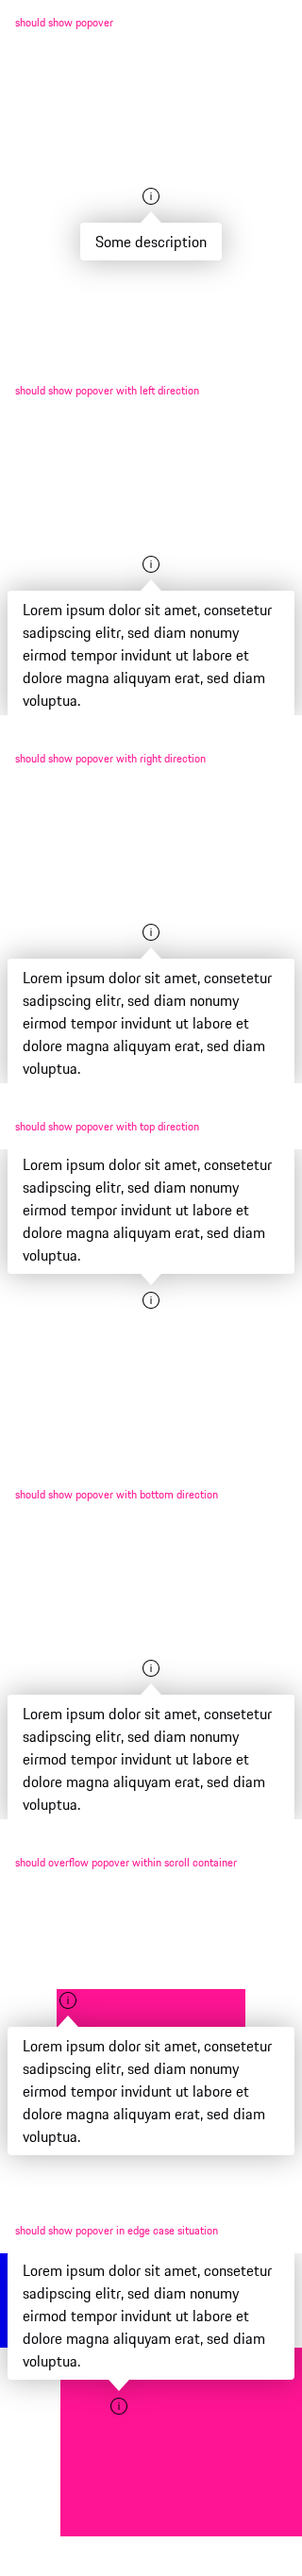 should show popover
Some description
should show popover with left direction
Lorem ipsum dolor sit amet, consetetur
sadipscing elitr, sed diam nonumy
eirmod tempor invidunt ut labore et
dolore magna aliquyam erat, sed diam
voluptua.
should show popover with right direction
Lorem ipsum dolor sit amet, consetetur
sadipscing elitr, sed diam nonumy
eirmod tempor invidunt ut labore et
dolore magna aliquyam erat, sed diam
voluptua.
should show popover with top direction
Lorem ipsum dolor sit amet, consetetur
sadipscing elitr, sed diam nonumy
eirmod tempor invidunt ut labore et
dolore magna aliquyam erat, sed diam
voluptua.
should show popover with bottom direction
Lorem ipsum dolor sit amet, consetetur
sadipscing elitr, sed diam nonumy
eirmod tempor invidunt ut labore et
dolore magna aliquyam erat, sed diam
voluptua.
should overflow popover within scroll container
Lorem ipsum dolor sit amet, consetetur
sadipscing elitr, sed diam nonumy
eirmod tempor invidunt ut labore et
dolore magna aliquyam erat, sed diam
voluptua.
should show popover in edge case situation
Lorem ipsum dolor sit amet, consetetur
sadipscing elitr, sed diam nonumy
eirmod tempor invidunt ut labore et
dolore magna aliquyam erat, sed diam
voluptua.